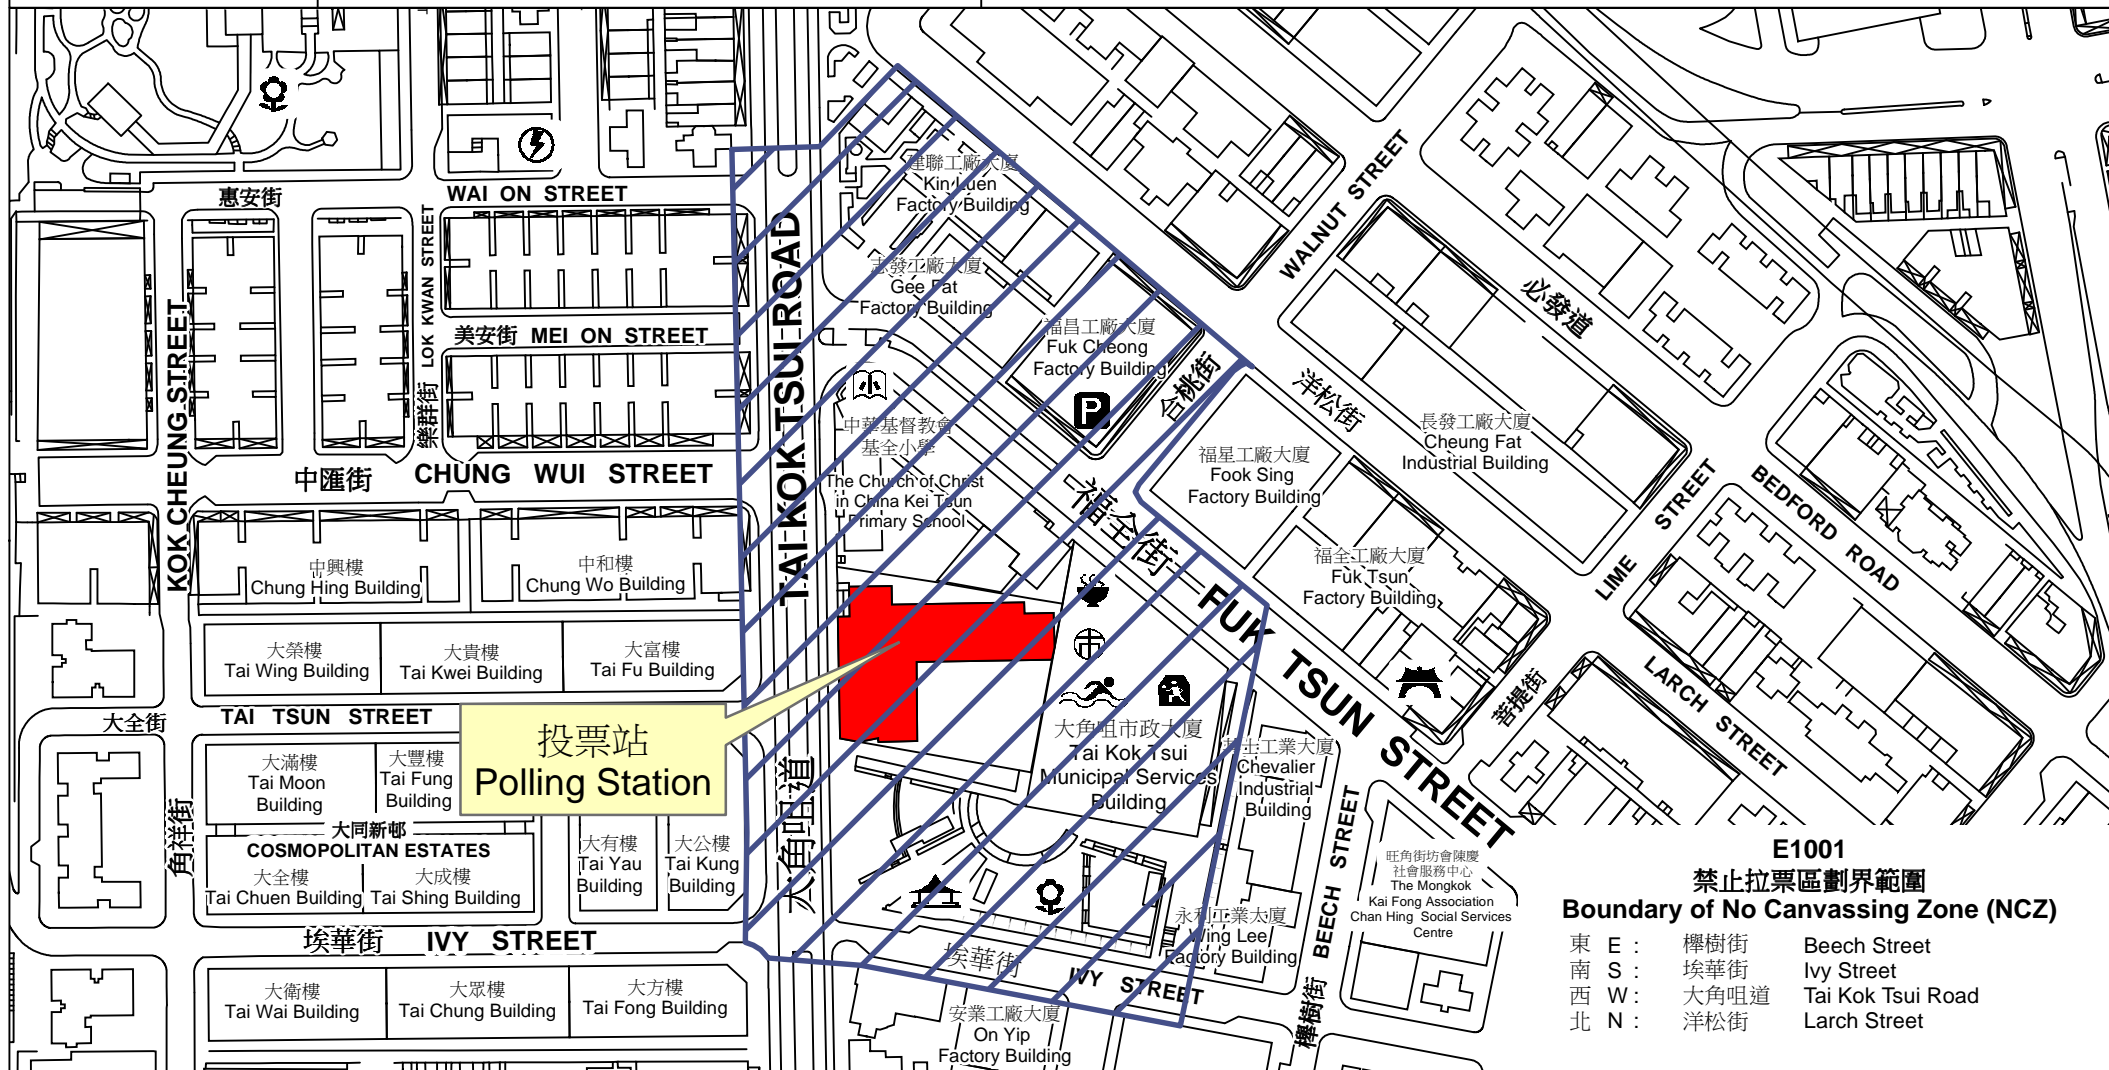 建聯工廠大廈
Kin Luen
Factory Building
惠安街
WAI ON STREET
WALNUT STREET
LOK KWAN STREET
樂群街
TAI KOK TSUI ROAD
大角咀道
志發工廠大廈
Gee Fat
Factory Building
必發道
KOK CHEUNG STREET
角祥街
美安街 MEI ON STREET
福昌工廠大廈
Fuk Cheong
Factory Building
P
合桃街
洋松街
小
中華基督教會
基全小學
The Church of Christ
in China Kei Tsun
Primary School
長發工廠大廈
Cheung Fat
Industrial Building
福星工廠大廈
Fook Sing
Factory Building
中匯街 CHUNG WUI STREET
LIME STREET
BEDFORD ROAD
福全街 FUK TSUN STREET
中興樓
Chung Hing Building
中和樓
Chung Wo Building
福全工廠大廈
Fuk Tsun
Factory Building
市
大榮樓
Tai Wing Building
大貴樓
Tai Kwei Building
大富樓
Tai Fu Building
菩提街
LARCH STREET
大全街
TAI TSUN STREET
投票站
Polling Station
大角咀市政大廈
Tai Kok Tsui
Municipal Services
Building
其士工業大廈
Chevalier
Industrial
Building
大滿樓
Tai Moon
Building
大豐樓
Tai Fung
Building
大同新邨
COSMOPOLITAN ESTATES
大全樓
Tai Chuen Building
大成樓
Tai Shing Building
大有樓
Tai Yau
Building
大公樓
Tai Kung
Building
BEECH STREET
櫸樹街
旺角街坊會陳慶
社會服務中心
The Mongkok
Kai Fong Association
Chan Hing Social Services
Centre
永利工業大廈
Wing Lee
Factory Building
埃華街 IVY STREET
埃華街 IVY STREET
大衛樓
Tai Wai Building
大眾樓
Tai Chung Building
大方樓
Tai Fong Building
安業工廠大廈
On Yip
Factory Building
E1001
禁止拉票區劃界範圍
Boundary of No Canvassing Zone (NCZ)
東 E : 櫸樹街 Beech Street
南 S : 埃華街 Ivy Street
西 W : 大角咀道 Tai Kok Tsui Road
北 N : 洋松街 Larch Street